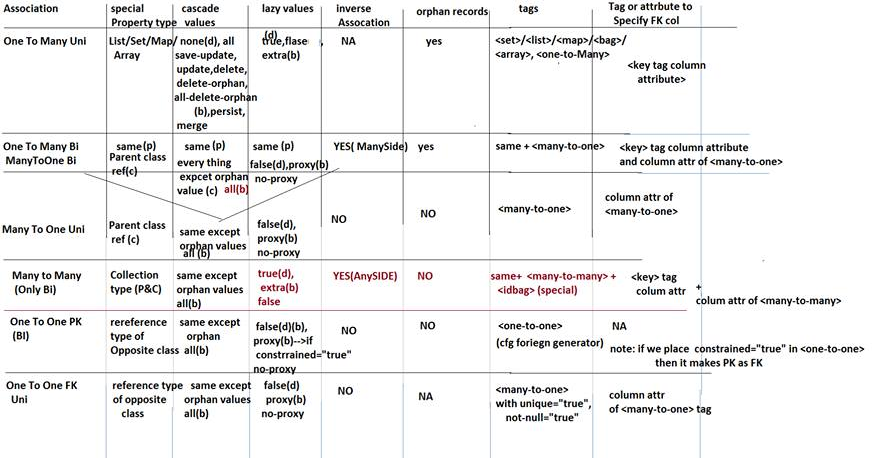 Association
special
Property type
cascade
values
lazy values
inverse
Assocation
orphan records
tags
Tag or attribute to
Specify FK col
One To Many Uni
List/Set/Map/
Array
none(d), all
save-update,
update,delete,
delete-orphan,
all-delete-orphan
(b),persist,
merge
(d)
true,flase ,
extra(b)
NA
yes
<set>/<list>/<map>/<bag>/
<array>, <one-to-Many>
<key tag column
attribute>
One To Many Bi
ManyToOne Bi
same(p)
Parent class
ref(c)
same (p)
every thing
expcet orphan
value (c) all(b)
same (p)
false(d),proxy(b)
no-proxy
YES( ManySide)
yes
same + <many-to-one>
<key> tag column attribute
and column attr of <many-to-one>
Many To One Uni
Parent class
ref (c)
same except
orphan values
all (b)
false(d),
proxy(b)
no-proxy
NO
NO
<many-to-one>
column attr of
<many-to-one>
Many to Many
(Only Bi)
Collection
type (P&C)
same except
orphan values
all(b)
true(d),
extra(b)
false
YES(AnySIDE)
NO
same+ <many-to-many> +
<idbag> (special)
<key> tag
colum attr
+
colum attr of <many-to-many>
One To One PK
(BI)
rereference
type of
Opposite class
same except
orphan
all(b)
false(d)(b),
proxy(b)-->if
constrrained="true"
no-proxy
NO
NO
<one-to-one>
(cfg foriegn generator)
NA
note: if we place constrained="true" in <one-to-one>
then it makes PK as FK
One To One FK
Uni
reference type
of opposite
class
same except
orphan values
all(b)
false(d)
proxy(b)
no-proxy
NO
NA
<many-to-one>
with unique="true",
not-null="true"
column attr
of <many-to-one> tag